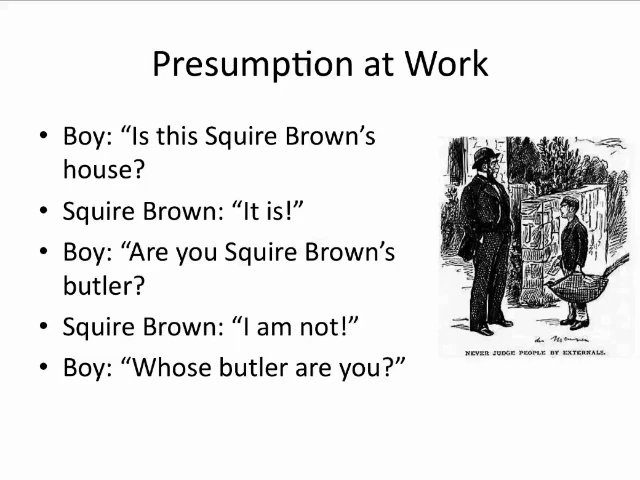 Presumption at Work
• Boy: “Is this Squire Brown’s
house?
• Squire Brown: “It is!”
• Boy: “Are you Squire Brown’s
butler?
• Squire Brown: “I am not!”
• Boy: “Whose butler are you?”
NEVER JUDGE PEOPLE BY EXTERNALS.